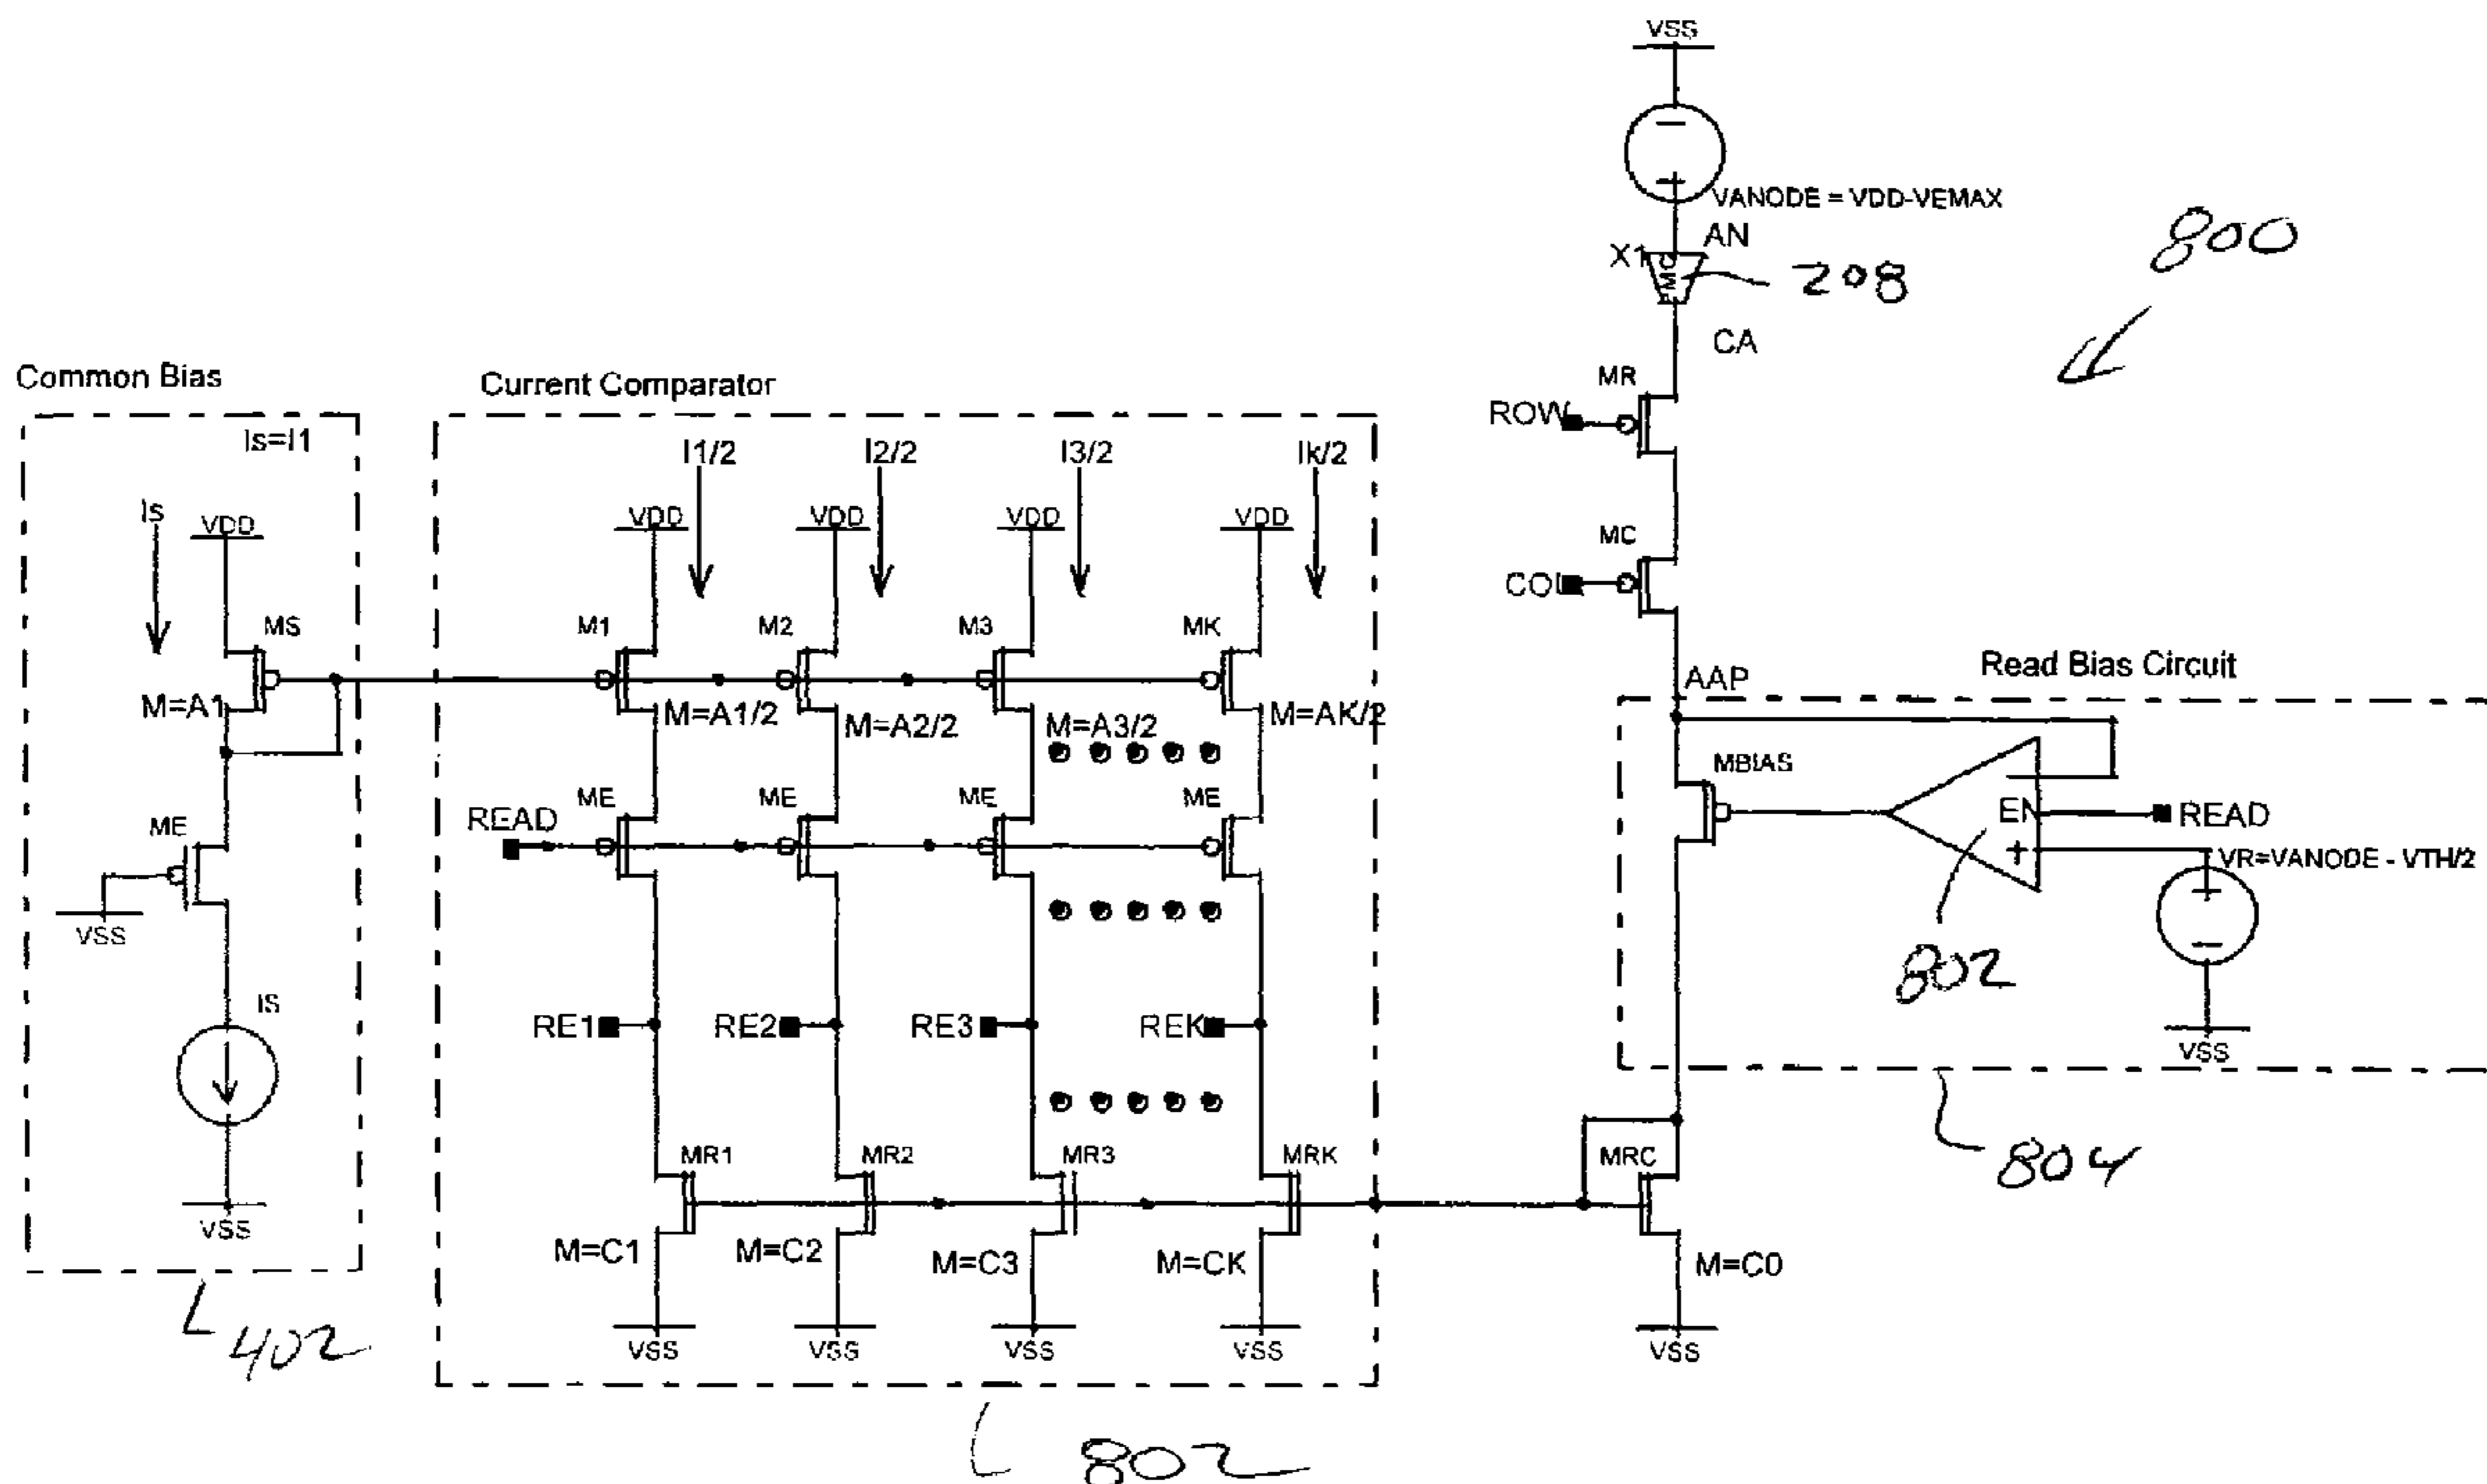 VSS
VANODE = VDD-VEMAX
AN
X1
208
800
CA
Common Bias
Current Comparator
MR
ROW
Is=I1
I1/2
I2/2
I3/2
Ik/2
Is
VDD
VDD
VDD
VDD
VDD
MC
MS
M1
M2
M3
MK
AAP
Read Bias Circuit
M=A1
M=A1/2
M=A2/2
M=A3/2
M=AK/2
MBIAS
READ
ME
ME
ME
ME
EN
READ
ME
VR=VANODE - VTH/2
VSS
802
IS
RE1
RE2
RE3
REK
VSS
MR1
MR2
MR3
MRK
MRC
804
VSS
M=C1
M=C2
M=C3
M=CK
M=C0
402
VSS
VSS
VSS
VSS
VSS
802